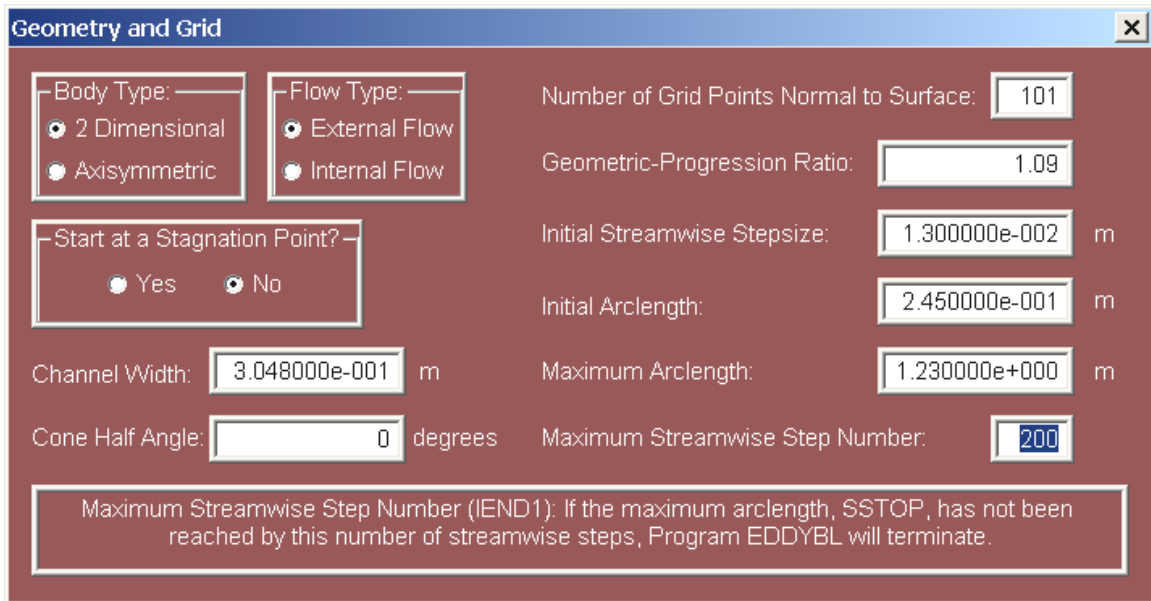 Geometry and Grid
Body Type:
2 Dimensional
Axisymmetric
Flow Type:
External Flow
Internal Flow
Start at a Stagnation Point?
Yes No
Channel Width: 3.048000e-001 m
Cone Half Angle: 0 degrees
Number of Grid Points Normal to Surface: 101
Geometric-Progression Ratio: 1.09
Initial Streamwise Stepsize: 1.300000e-002 m
Initial Arclength: 2.450000e-001 m
Maximum Arclength: 1.230000e+000 m
Maximum Streamwise Step Number: 200
Maximum Streamwise Step Number (IEND1): If the maximum arclength, SSTOP, has not been
reached by this number of streamwise steps, Program EDDYBL will terminate.